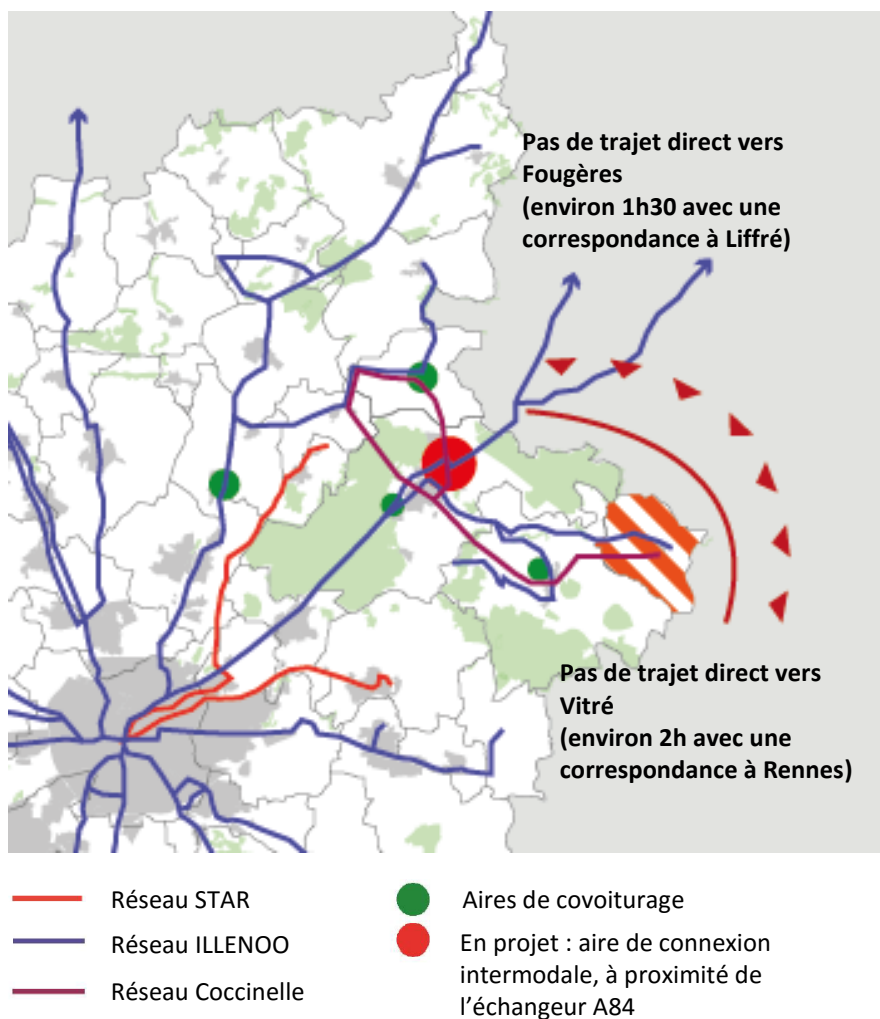 Pas de trajet direct vers
Fougères
(environ 1h30 avec une
correspondance à Liffré)
Pas de trajet direct vers
Vitré
(environ 2h avec une
correspondance à Rennes)
Réseau STAR
Réseau ILLENOO
Réseau Coccinelle
Aires de covoiturage
En projet : aire de connexion
intermodale, à proximité de
l’échangeur A84